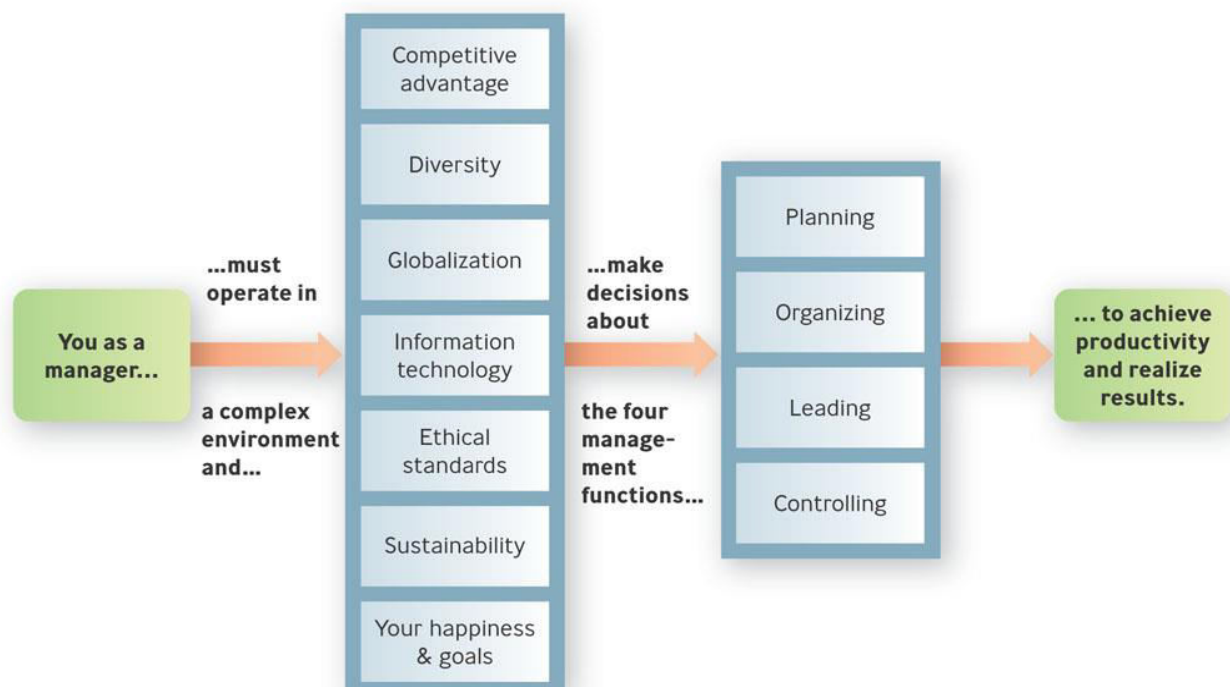 You as a
manager...
...must
operate in
a complex
environment
and...
Competitive
advantage
Diversity
Globalization
Information
technology
Ethical
standards
Sustainability
Your happiness
& goals
...make
decisions
about
the four
manage-
ment
functions...
Planning
Organizing
Leading
Controlling
... to achieve
productivity
and realize
results.